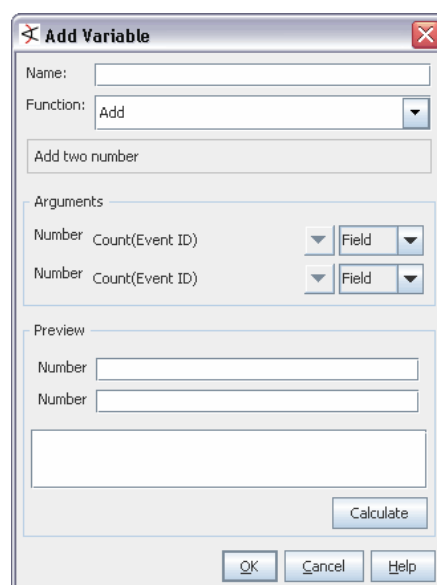 Add Variable
Name:
Function: Add
Add two number
Arguments
Number Count(Event ID) Field
Number Count(Event ID) Field
Preview
Number
Number
Calculate
OK Cancel Help